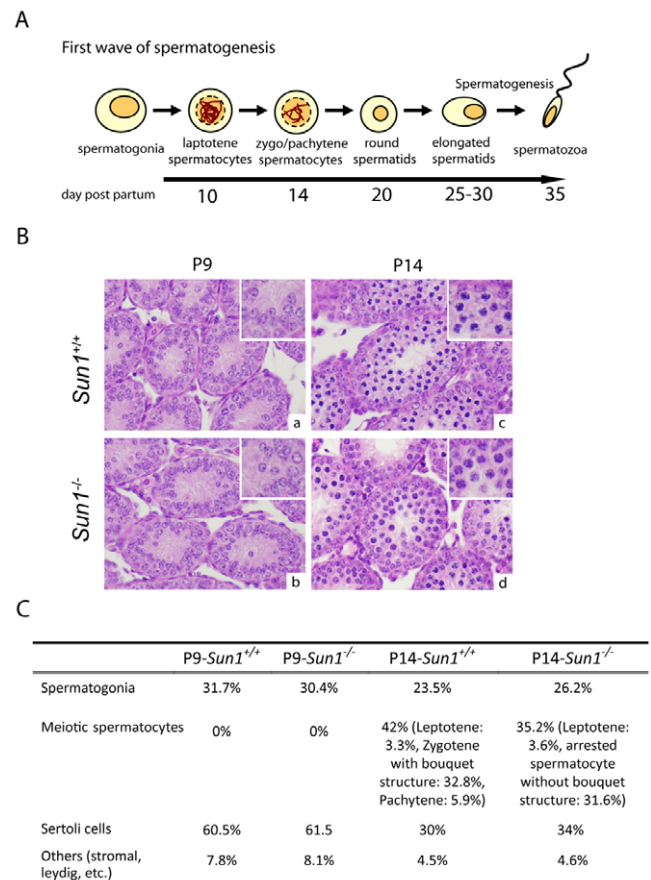 A
First wave of spermatogenesis
Spermatogenesis
spermatogonia
laptotene
spermatocytes
zygo/pachytene
spermatocytes
round
spermatids
elongated
spermatids
spermatozoa
day post partum
10
14
20
25-30
35
B
P9
P14
Sun1+/+
a
c
Sun1-/-
b
d
C
P9-Sun1+/+ P9-Sun1-/- P14-Sun1+/+ P14-Sun1-/-
Spermatogonia 31.7% 30.4% 23.5% 26.2%
Meiotic spermatocytes 0% 0%
42% (Leptotene:
3.3%, Zygotene
with bouquet
structure: 32.8%,
Pachytene: 5.9%)
35.2% (Leptotene:
3.6%, arrested
spermatocyte
without bouquet
structure: 31.6%)
Sertoli cells 60.5% 61.5 30% 34%
Others (stromal,
leydig, etc.) 7.8% 8.1% 4.5% 4.6%